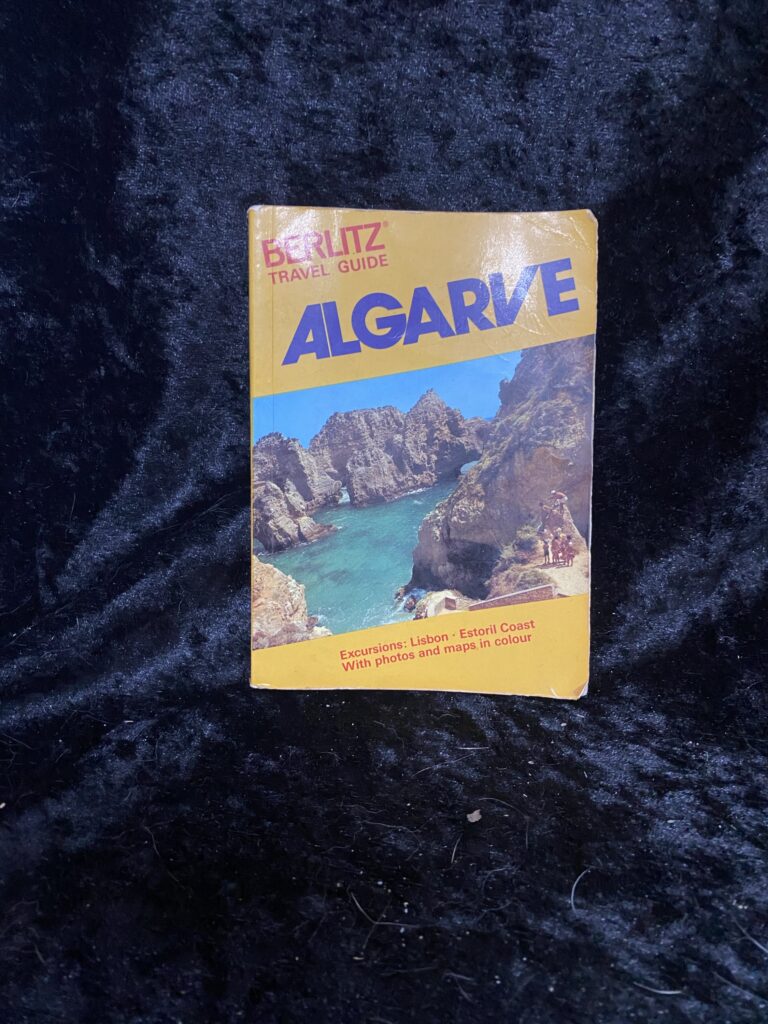 BERLITZ®
TRAVEL GUIDE
ALGARVE
Excursions: Lisbon · Estoril Coast
With photos and maps in colour